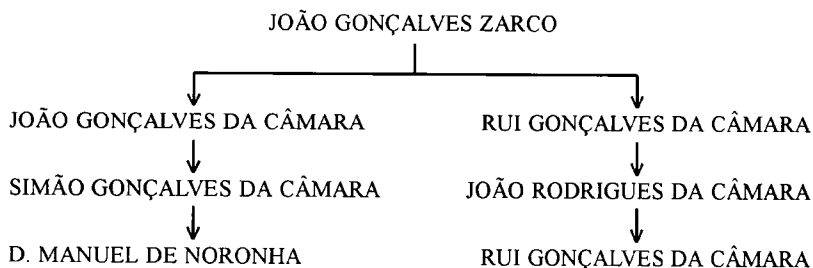 JOÃO GONÇALVES ZARCO
JOÃO GONÇALVES DA CÂMARA
RUI GONÇALVES DA CÂMARA
SIMÃO GONÇALVES DA CÂMARA
JOÃO RODRIGUES DA CÂMARA
D. MANUEL DE NORONHA
RUI GONÇALVES DA CÂMARA